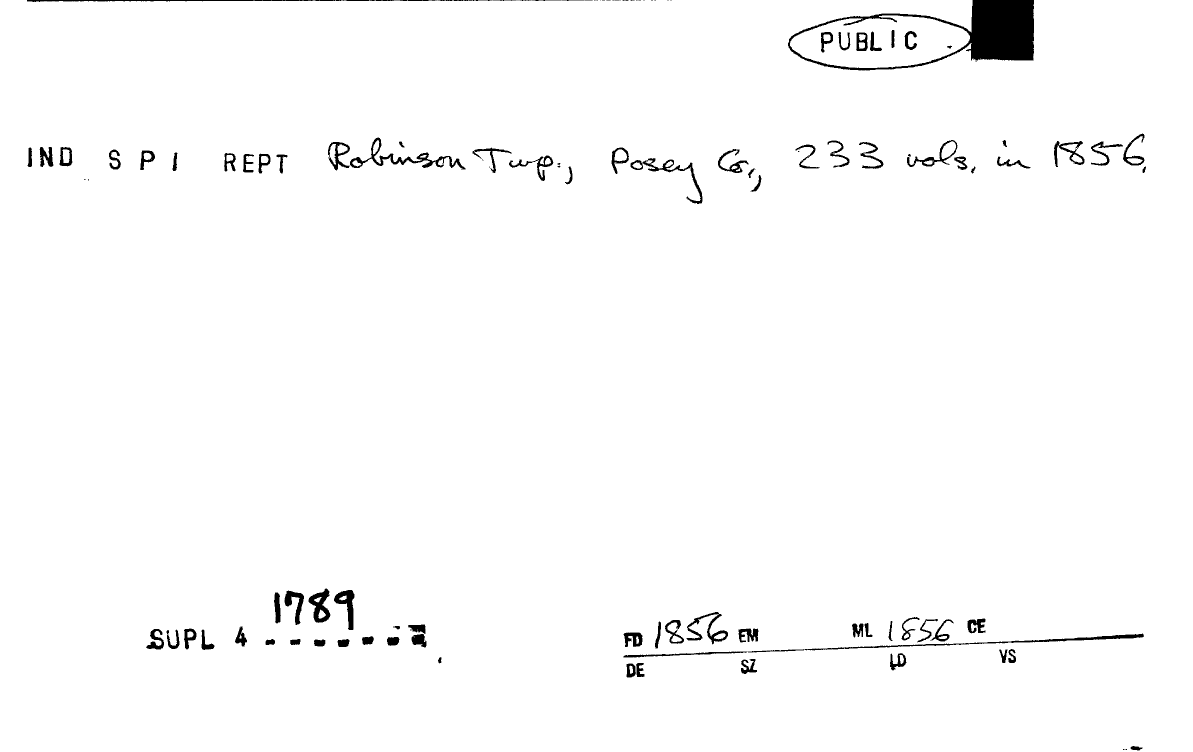 PUBLIC
IND S P I REPT Robinson Twp., Posey Co., 233 vols. in 1856.
1789
SUPL 4
FD 1856 EM ML 1856 CE
DE SZ LD VS